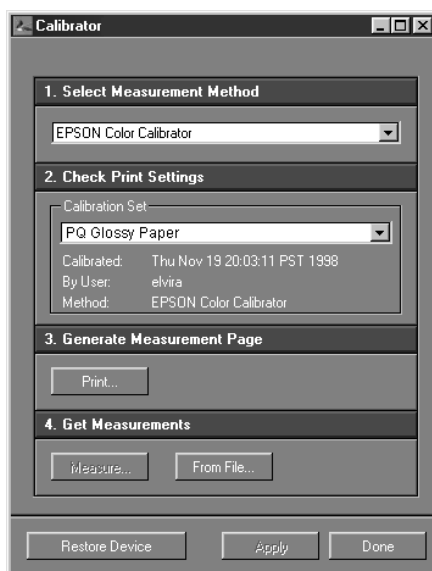 Calibrator
1. Select Measurement Method
EPSON Color Calibrator
2. Check Print Settings
Calibration Set
PQ Glossy Paper
Calibrated: Thu Nov 19 20:03:11 PST 1998
By User: elvira
Method: EPSON Color Calibrator
3. Generate Measurement Page
Print...
4. Get Measurements
Measure... From File...
Restore Device Apply Done